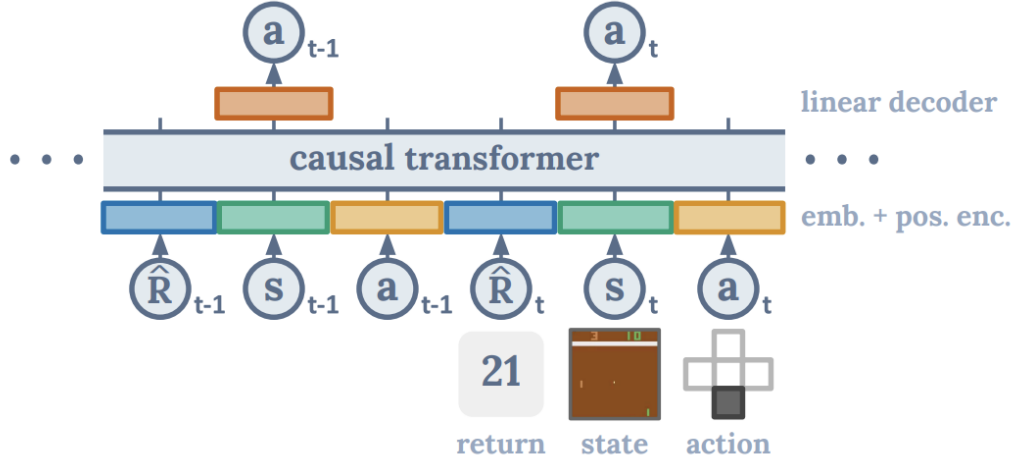 a t-1 a t
linear decoder
• • • causal transformer • • •
emb. + pos. enc.
R̂ t-1 s t-1 a t-1 R̂ t s t a t
21 3 10
return state action